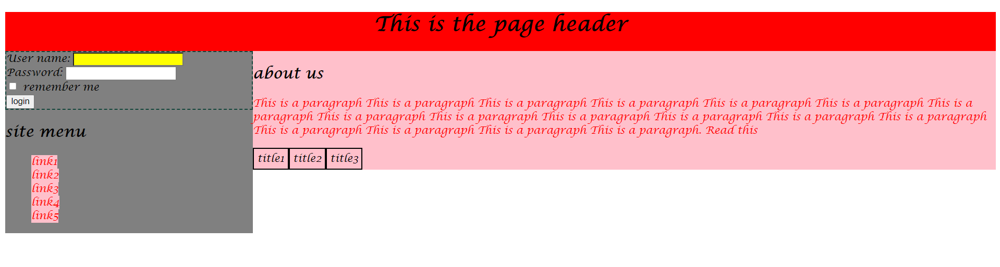 This is the page header
User name:
Password:
remember me
login
site menu
link1
link2
link3
link4
link5
about us
This is a paragraph This is a paragraph This is a paragraph This is a paragraph This is a paragraph This is a paragraph This is a
paragraph This is a paragraph This is a paragraph This is a paragraph This is a paragraph This is a paragraph This is a paragraph
This is a paragraph This is a paragraph This is a paragraph This is a paragraph. Read this
title1 title2 title3